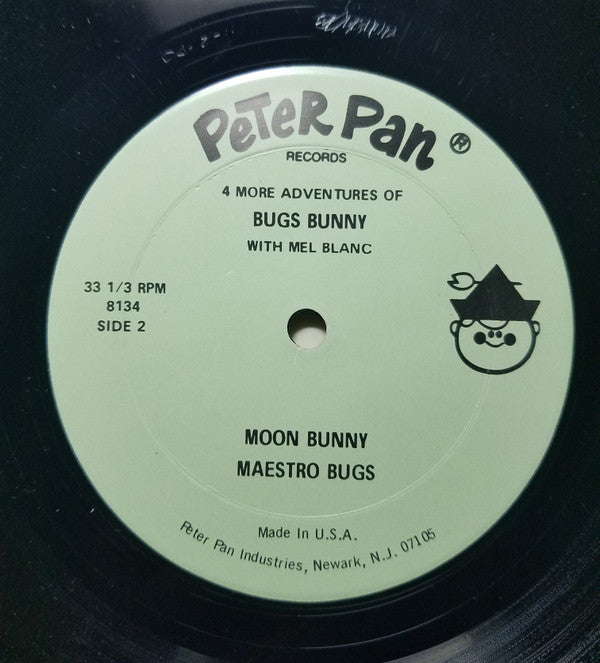 PeTeR Pan ®
RECORDS
4 MORE ADVENTURES OF
BUGS BUNNY
WITH MEL BLANC
33 1/3 RPM
8134
SIDE 2
MOON BUNNY
MAESTRO BUGS
Made In U.S.A.
Peter Pan Industries, Newark, N.J. 07105